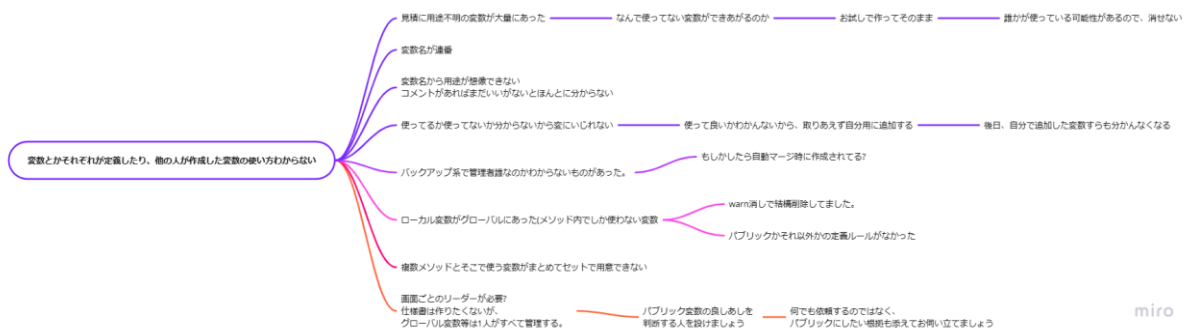 見積に用途不明の変数が大量にあった
なんで使ってない変数ができあがるのか
お試しで作ってそのまま
誰かが使っている可能性があるので、消せない
変数名が連番
変数名から用途が想像できない
コメントがあればまだいいがないとほんとに分からない
使ってるか使ってないか分からないから変にいじれない
使って良いかわかんないから、取りあえず自分用に追加する
後日、自分で追加した変数すらも分かんなくなる
変数とかそれぞれが定義したり、他の人が作成した変数の使い方わからない
バックアップ系で管理者誰なのかわからないものがあった。
もしかしたら自動マージ時に作成されてる?
ローカル変数がグローバルにあった(メソッド内でしか使わない変数
warn消しで結構削除してました。
パブリックかそれ以外かの定義ルールがなかった
複数メソッドとそこで使う変数がまとめてセットで用意できない
画面ごとのリーダーが必要?
仕様書は作りたくないが、
グローバル変数等は1人がすべて管理する。
パブリック変数の良しあしを
判断する人を設けましょう
何でも依頼するのではなく、
パブリックにしたい根拠も添えてお伺い立てましょう
miro